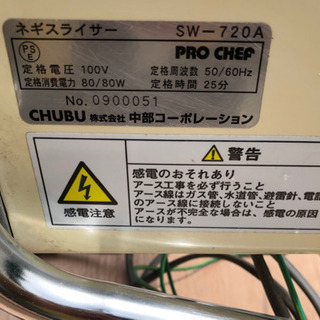 ネギスライサー SW-720A
PS E PRO CHEF
定格電圧 100V 定格周波数 50/60Hz
定格消費電力 80/80W 定格時間 25分
No. 0900051
CHUBU 株式会社 中部コーポレーション
警告
感電のおそれあり
アース工事を必ず行うこと
アース線はガス管、水道管、避雷針、電話
のアース線に接続しないこと
アースが不完全な場合は、感電の原因
になります。
感電注意